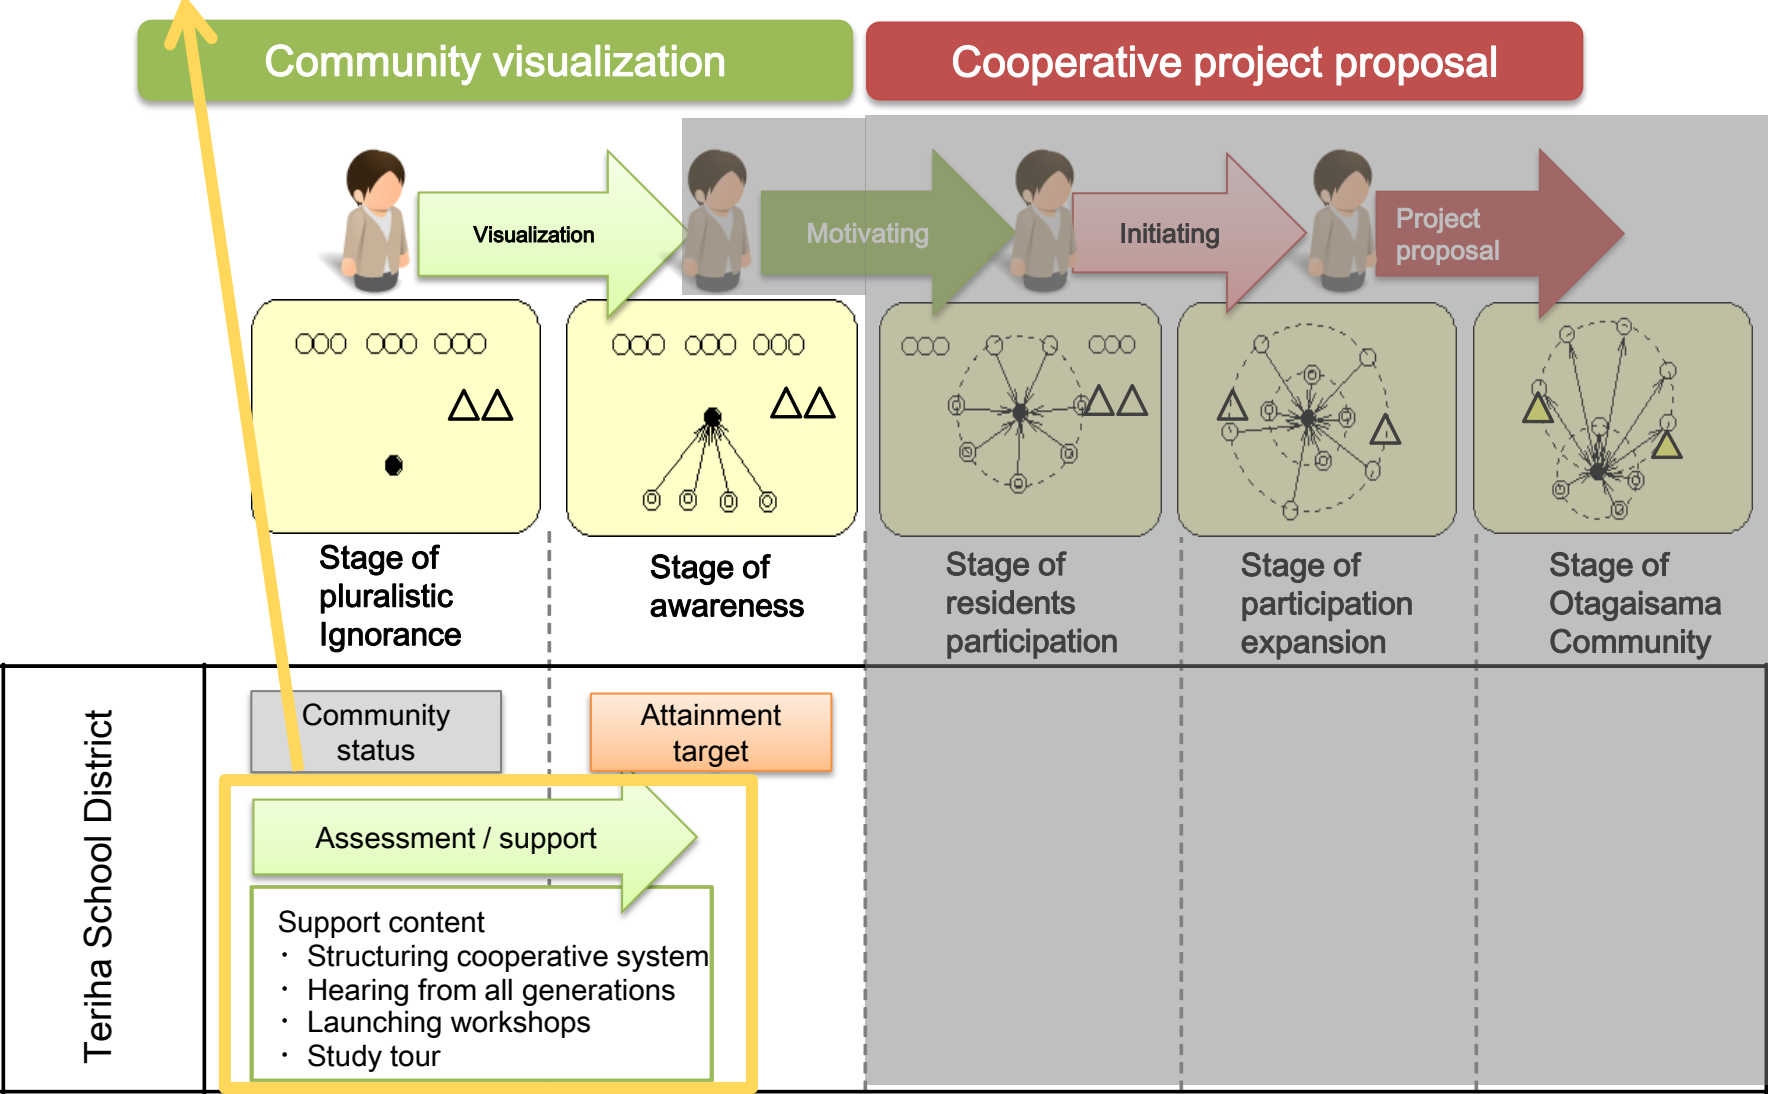 Community visualization
Cooperative project proposal
Visualization
Motivating
Initiating
Project
proposal
Stage of
pluralistic
Ignorance
Stage of
awareness
Stage of
residents
participation
Stage of
participation
expansion
Stage of
Otagaisama
Community
Teriha School District
Community
status
Attainment
target
Assessment / support
Support content
・ Structuring cooperative system
・ Hearing from all generations
・ Launching workshops
・ Study tour